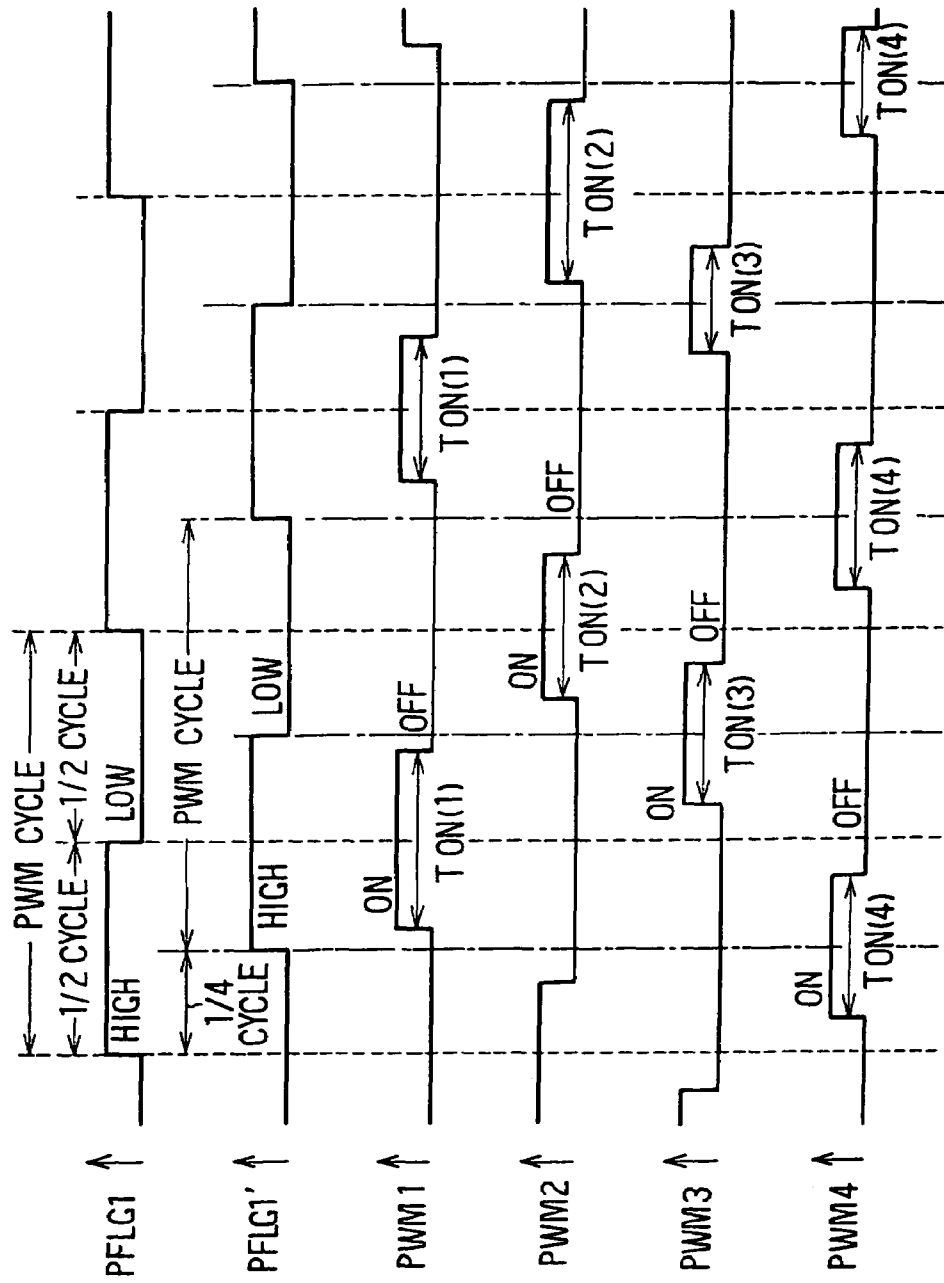 PFLG1
PWM CYCLE
1/2 CYCLE
1/2 CYCLE
HIGH
LOW
PFLG1'
1/4
CYCLE
PWM CYCLE
HIGH
LOW
PWM1
ON
OFF
TON(1)
TON(1)
PWM2
ON
OFF
TON(2)
TON(2)
PWM3
ON
OFF
TON(3)
TON(3)
PWM4
ON
OFF
TON(4)
TON(4)
TON(4)